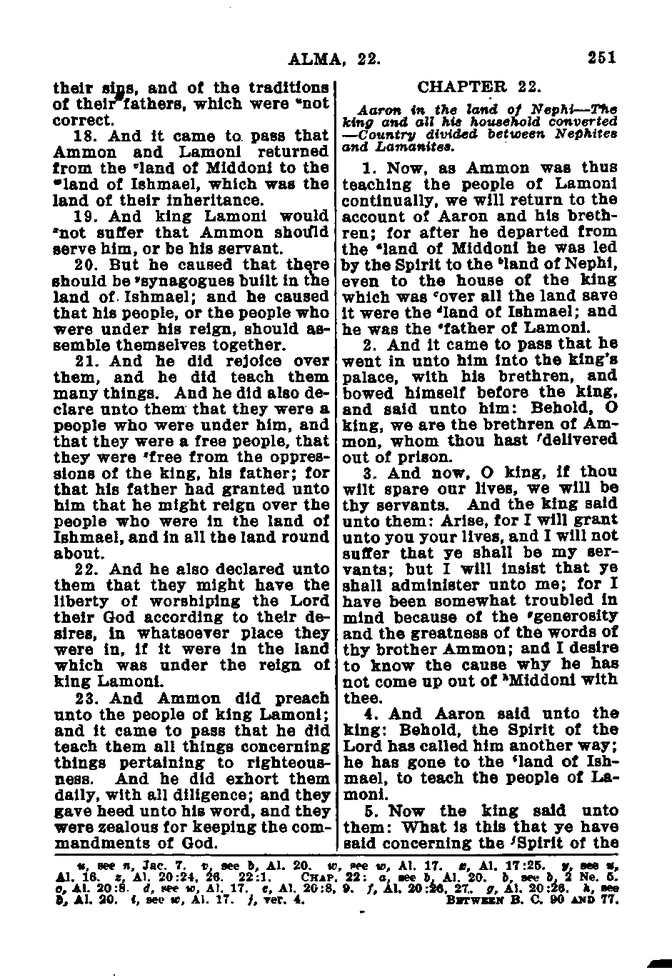 ALMA, 22.
251
their sins, and of the traditions
of their fathers, which were ᵘnot
correct.
18. And it came to pass that
Ammon and Lamoni returned
from the ᵛland of Middoni to the
ʷland of Ishmael, which was the
land of their inheritance.
19. And king Lamoni would
ˣnot suffer that Ammon should
serve him, or be his servant.
20. But he caused that there
should be ʸsynagogues built in the
land of Ishmael; and he caused
that his people, or the people who
were under his reign, should as-
semble themselves together.
21. And he did rejoice over
them, and he did teach them
many things. And he did also de-
clare unto them that they were a
people who were under him, and
that they were a free people, that
they were ᶻfree from the oppres-
sions of the king, his father; for
that his father had granted unto
him that he might reign over the
people who were in the land of
Ishmael, and in all the land round
about.
22. And he also declared unto
them that they might have the
liberty of worshiping the Lord
their God according to their de-
sires, in whatsoever place they
were in, if it were in the land
which was under the reign of
king Lamoni.
23. And Ammon did preach
unto the people of king Lamoni;
and it came to pass that he did
teach them all things concerning
things pertaining to righteous-
ness. And he did exhort them
daily, with all diligence; and they
gave heed unto his word, and they
were zealous for keeping the com-
mandments of God.
CHAPTER 22.
Aaron in the land of Nephi—The
king and all his household converted
—Country divided between Nephites
and Lamanites.
1. Now, as Ammon was thus
teaching the people of Lamoni
continually, we will return to the
account of Aaron and his breth-
ren; for after he departed from
the ᵃland of Middoni he was led
by the Spirit to the ᵇland of Nephi,
even to the house of the king
which was ᶜover all the land save
it were the ᵈland of Ishmael; and
he was the ᵉfather of Lamoni.
2. And it came to pass that he
went in unto him into the king's
palace, with his brethren, and
bowed himself before the king,
and said unto him: Behold, O
king, we are the brethren of Am-
mon, whom thou hast ᶠdelivered
out of prison.
3. And now, O king, if thou
wilt spare our lives, we will be
thy servants. And the king said
unto them: Arise, for I will grant
unto you your lives, and I will not
suffer that ye shall be my ser-
vants; but I will insist that ye
shall administer unto me; for I
have been somewhat troubled in
mind because of the ᵍgenerosity
and the greatness of the words of
thy brother Ammon; and I desire
to know the cause why he has
not come up out of ʰMiddoni with
thee.
4. And Aaron said unto the
king: Behold, the Spirit of the
Lord has called him another way;
he has gone to the ⁱland of Ish-
mael, to teach the people of La-
moni.
5. Now the king said unto
them: What is this that ye have
said concerning the ʲSpirit of the
u, see n, Jac. 7. v, see b, Al. 20. w, see w, Al. 17. x, Al. 17:25. y, see u,
Al. 16. z, Al. 20:24, 26. 22:1. CHAP. 22: a, see b, Al. 20. b, see b, 2 Ne. 5.
c, Al. 20:8. d, see w, Al. 17. e, Al. 20:8, 9. f, Al. 20:26, 27. g, Al. 20:26. h, see
b, Al. 20. i, see w, Al. 17. j, ver. 4. BETWEEN B. C. 90 AND 77.